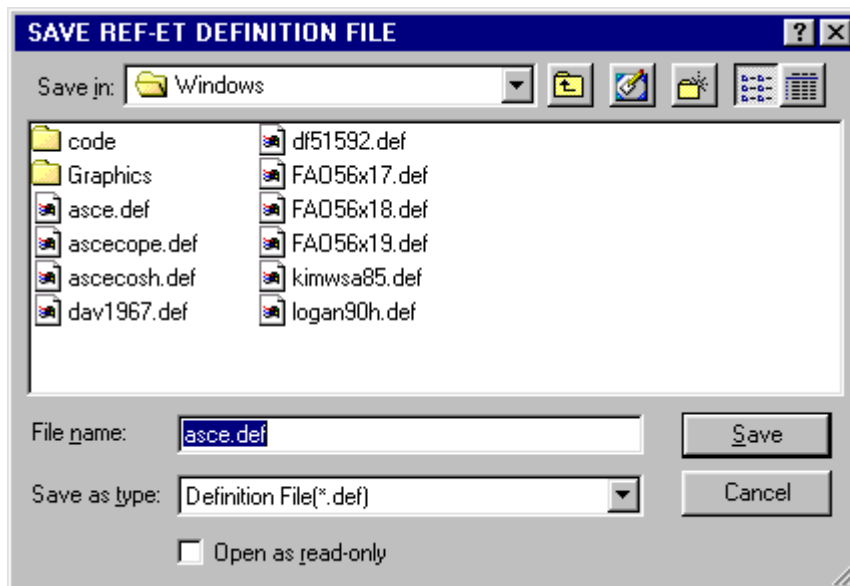 SAVE REF-ET DEFINITION FILE
Save in: Windows
code
Graphics
asce.def
ascecope.def
ascecosh.def
dav1967.def
df51592.def
FAO56x17.def
FAO56x18.def
FAO56x19.def
kimwsa85.def
logan90h.def
File name: asce.def
Save
Save as type: Definition File(*.def)
Cancel
Open as read-only